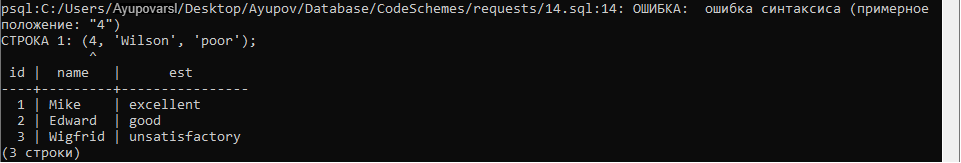 psql:C:/Users/Ayupovarsl/Desktop/Ayupov/Database/CodeSchemes/requests/14.sql:14: ОШИБКА:  ошибка синтаксиса (примерное
положение: "4")
СТРОКА 1: (4, 'Wilson', 'poor');
           ^
 id |  name   |      est
----+---------+----------------
  1 | Mike    | excellent
  2 | Edward  | good
  3 | Wigfrid | unsatisfactory
(3 строки)